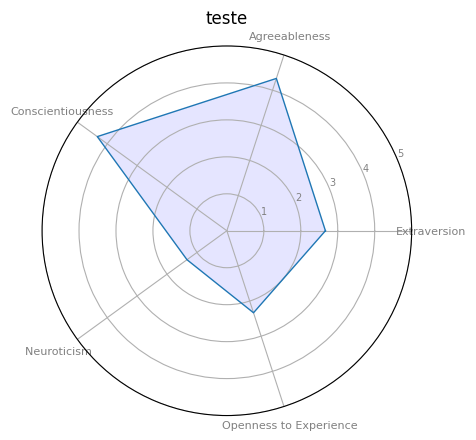 teste
Agreeableness
Conscientiousness
5
4
3
2
1
Extraversion
Neuroticism
Openness to Experience